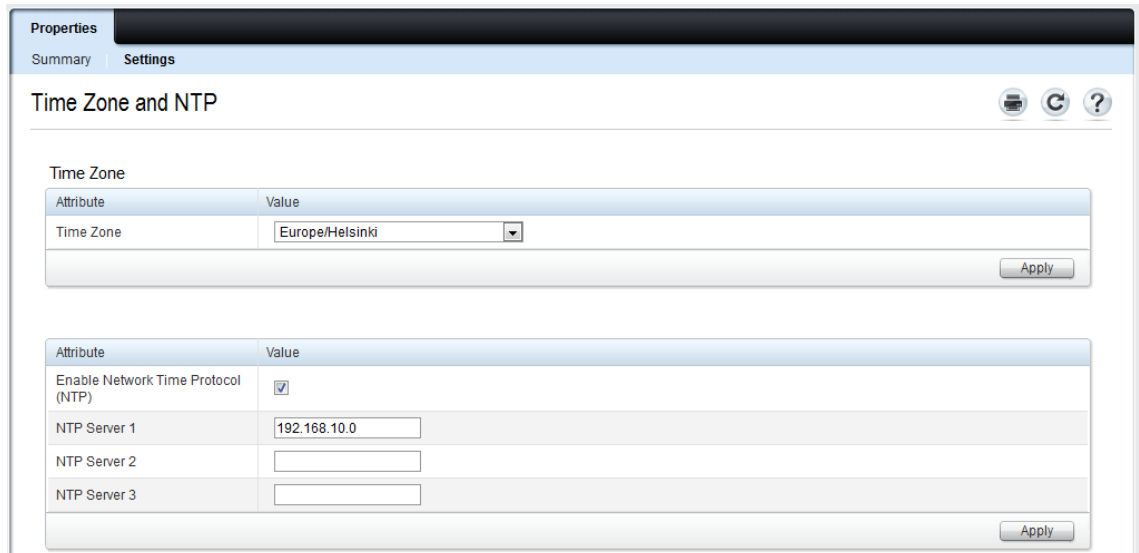 Properties
Summary Settings
Time Zone and NTP
Time Zone
Attribute Value
Time Zone Europe/Helsinki
Apply
Attribute Value
Enable Network Time Protocol
(NTP)
NTP Server 1 192.168.10.0
NTP Server 2
NTP Server 3
Apply